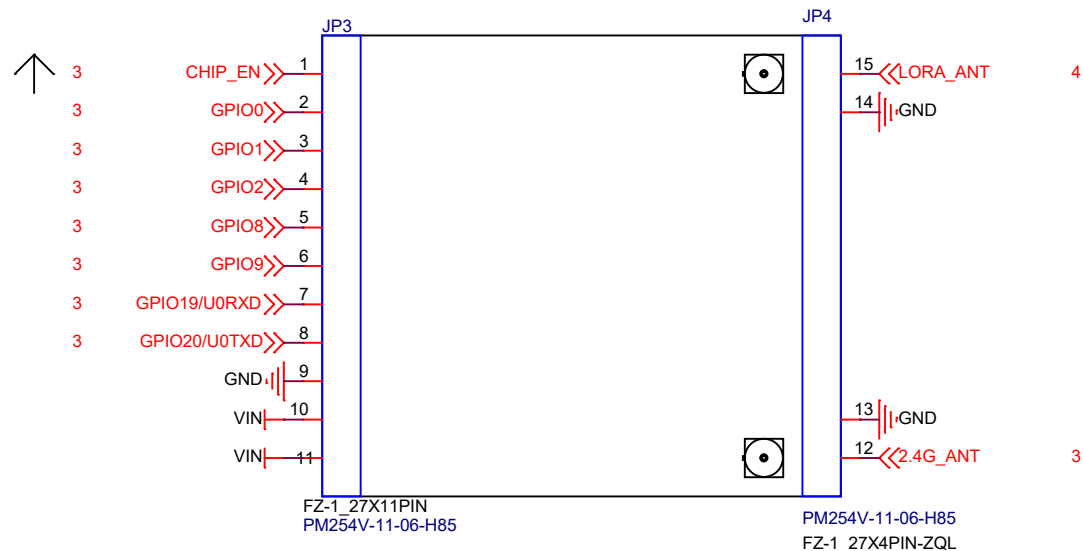 JP3
JP4
3 CHIP_EN 1
15 LORA_ANT 4
3 GPIO0 2
14 GND
3 GPIO1 3
3 GPIO2 4
3 GPIO8 5
3 GPIO9 6
3 GPIO19/U0RXD 7
3 GPIO20/U0TXD 8
GND 9
VIN 10
13 GND
VIN 11
12 2.4G_ANT 3
FZ-1_27X11PIN
PM254V-11-06-H85
PM254V-11-06-H85
FZ-1_27X4PIN-ZQL